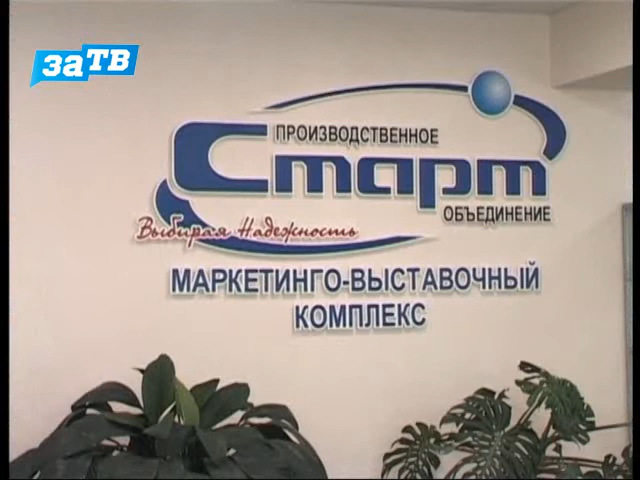 заТВ
ПРОИЗВОДСТВЕННОЕ
Старт
ОБЪЕДИНЕНИЕ
Выбирая Надежность
МАРКЕТИНГО-ВЫСТАВОЧНЫЙ
КОМПЛЕКС